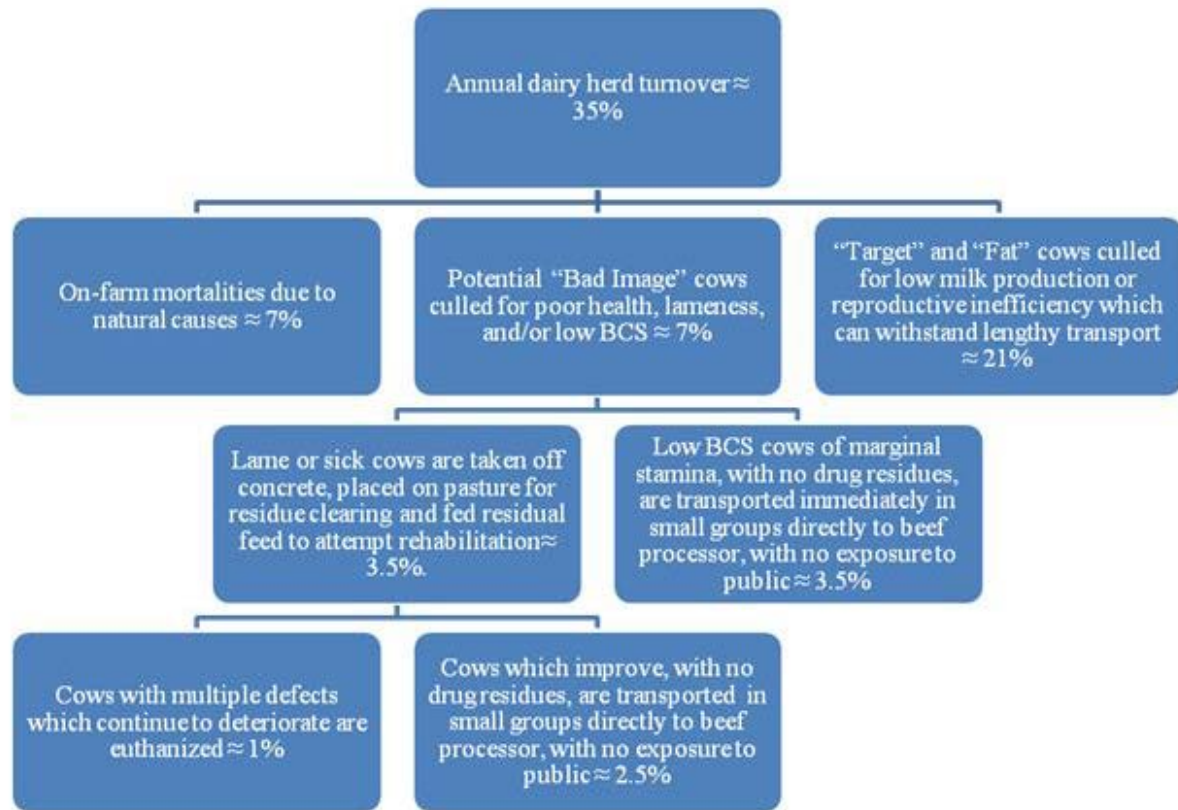 Annual dairy herd turnover ≈
35%
On-farm mortalities due to
natural causes ≈ 7%
Potential “Bad Image” cows
culled for poor health, lameness,
and/or low BCS ≈ 7%
“Target” and “Fat” cows culled
for low milk production or
reproductive inefficiency which
can withstand lengthy transport
≈ 21%
Lame or sick cows are taken off
concrete, placed on pasture for
residue clearing and fed residual
feed to attempt rehabilitation≈
3.5%.
Low BCS cows of marginal
stamina, with no drug residues,
are transported immediately in
small groups directly to beef
processor, with no exposure to
public ≈ 3.5%
Cows with multiple defects
which continue to deteriorate are
euthanized ≈ 1%
Cows which improve, with no
drug residues, are transported in
small groups directly to beef
processor, with no exposure to
public ≈ 2.5%